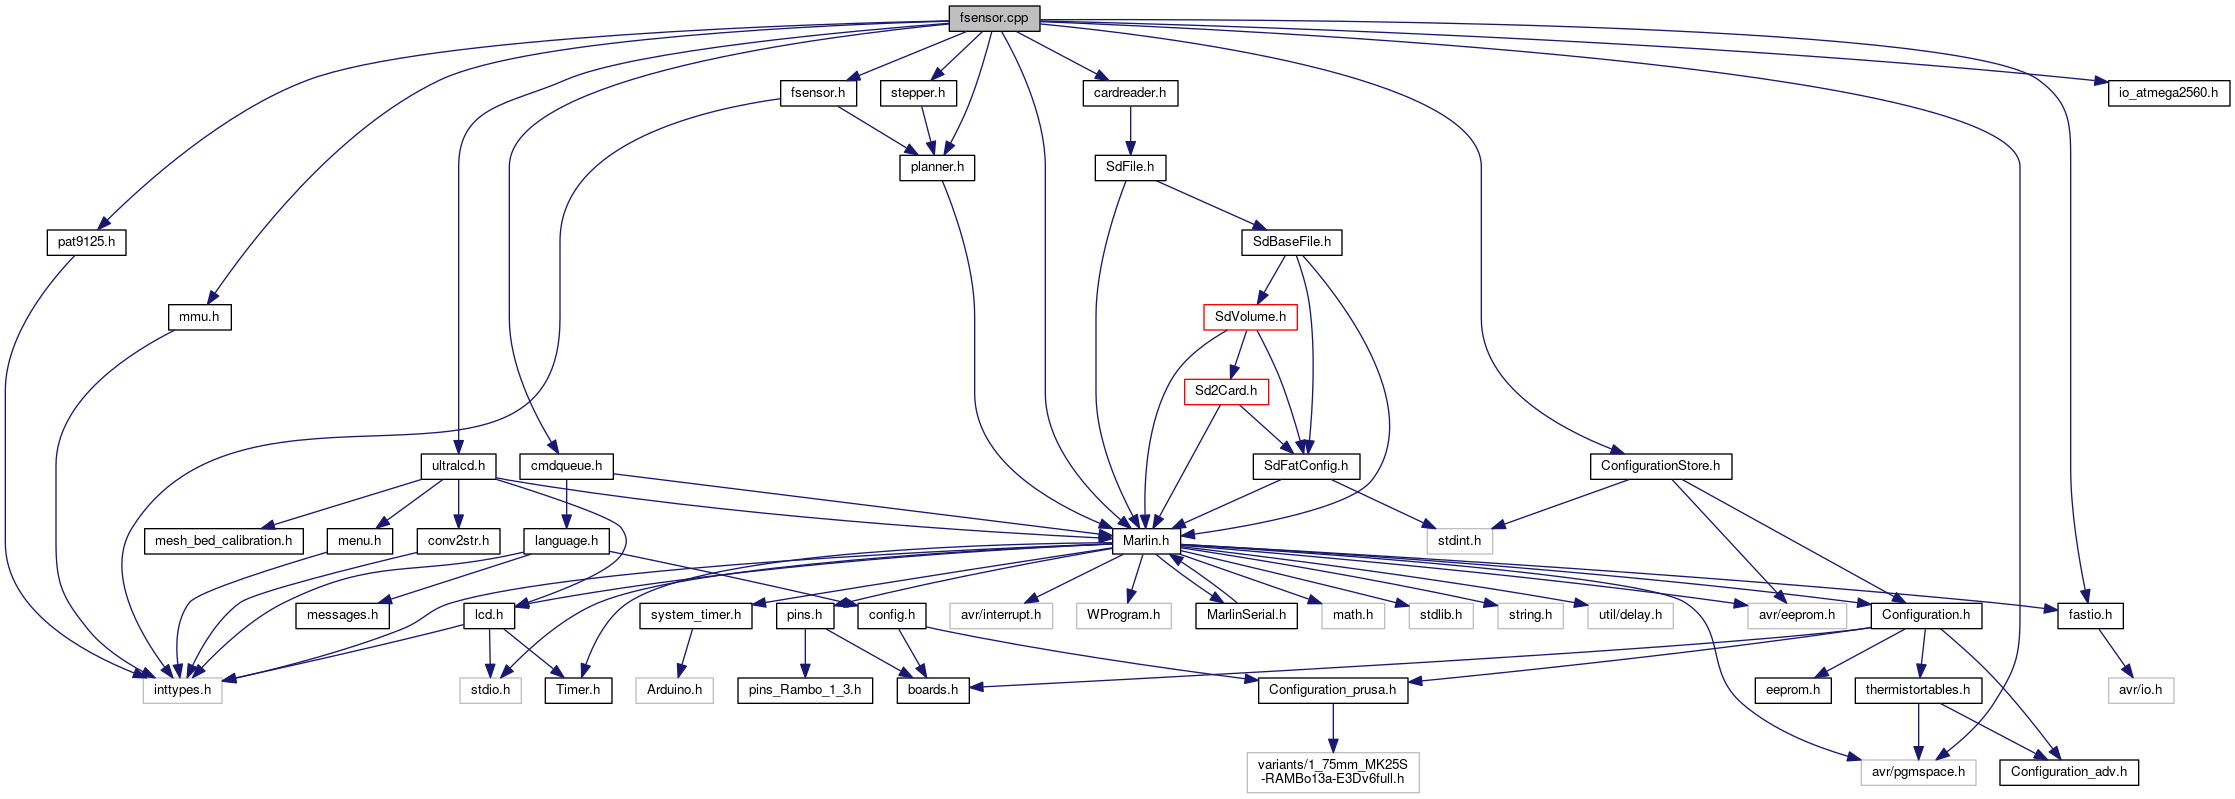 fsensor.cpp
fsensor.h
stepper.h
cardreader.h
io_atmega2560.h
planner.h
SdFile.h
pat9125.h
SdBaseFile.h
mmu.h
SdVolume.h
Sd2Card.h
ultralcd.h
cmdqueue.h
SdFatConfig.h
ConfigurationStore.h
mesh_bed_calibration.h
menu.h
conv2str.h
language.h
Marlin.h
stdint.h
messages.h
lcd.h
system_timer.h
pins.h
config.h
avr/interrupt.h
WProgram.h
MarlinSerial.h
math.h
stdlib.h
string.h
util/delay.h
avr/eeprom.h
Configuration.h
fastio.h
inttypes.h
stdio.h
Timer.h
Arduino.h
pins_Rambo_1_3.h
boards.h
Configuration_prusa.h
eeprom.h
thermistortables.h
avr/io.h
variants/1_75mm_MK25S
-RAMBo13a-E3Dv6full.h
avr/pgmspace.h
Configuration_adv.h